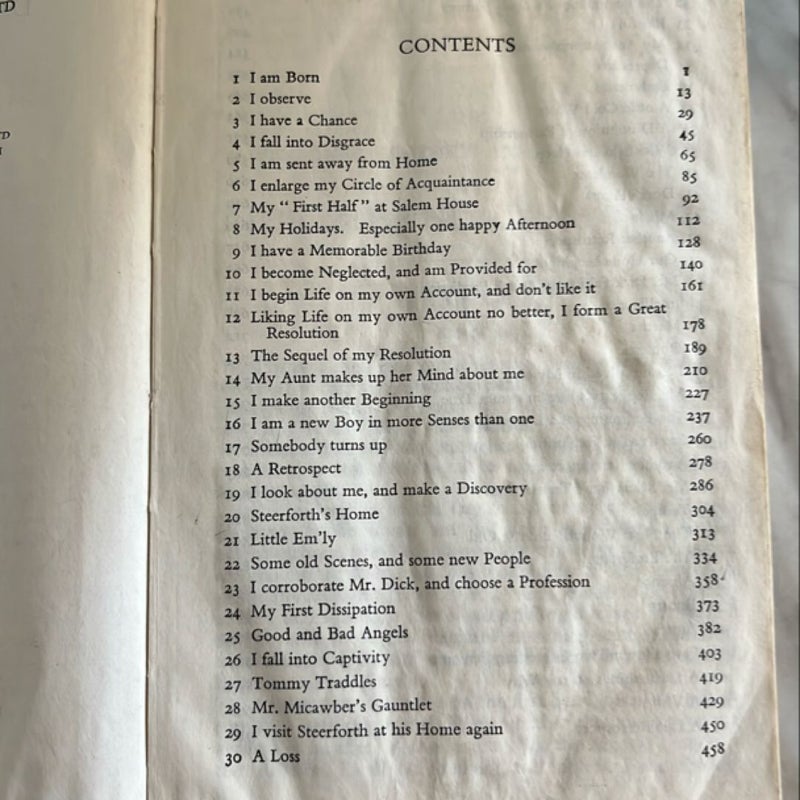 TD
CONTENTS
1 I am Born 1
2 I observe 13
3 I have a Chance 29
4 I fall into Disgrace 45
5 I am sent away from Home 65
6 I enlarge my Circle of Acquaintance 85
7 My “ First Half ” at Salem House 92
8 My Holidays. Especially one happy Afternoon 112
9 I have a Memorable Birthday 128
10 I become Neglected, and am Provided for 140
11 I begin Life on my own Account, and don’t like it 161
12 Liking Life on my own Account no better, I form a Great
Resolution 178
13 The Sequel of my Resolution 189
14 My Aunt makes up her Mind about me 210
15 I make another Beginning 227
16 I am a new Boy in more Senses than one 237
17 Somebody turns up 260
18 A Retrospect 278
19 I look about me, and make a Discovery 286
20 Steerforth’s Home 304
21 Little Em’ly 313
22 Some old Scenes, and some new People 334
23 I corroborate Mr. Dick, and choose a Profession 358
24 My First Dissipation 373
25 Good and Bad Angels 382
26 I fall into Captivity 403
27 Tommy Traddles 419
28 Mr. Micawber’s Gauntlet 429
29 I visit Steerforth at his Home again 450
30 A Loss 458